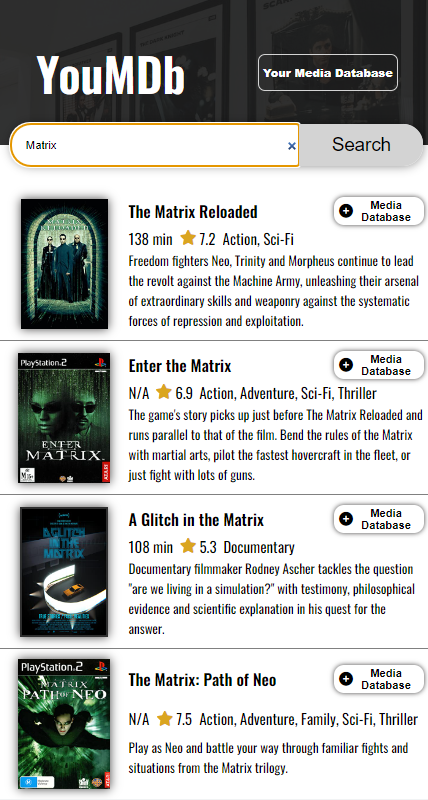 YouMDb
Your Media Database
Matrix
×
Search
The Matrix Reloaded
Media
Database
138 min 7.2 Action, Sci-Fi
Freedom fighters Neo, Trinity and Morpheus continue to lead
the revolt against the Machine Army, unleashing their arsenal
of extraordinary skills and weaponry against the systematic
forces of repression and exploitation.
PlayStation.2
ENTER
MATRIX
ATARI
Enter the Matrix
Media
Database
N/A 6.9 Action, Adventure, Sci-Fi, Thriller
The game's story picks up just before The Matrix Reloaded and
runs parallel to that of the film. Bend the rules of the Matrix
with martial arts, pilot the fastest hovercraft in the fleet, or
just fight with lots of guns.
A GLITCH
IN THE
MATRIX
A Glitch in the Matrix
Media
Database
108 min 5.3 Documentary
Documentary filmmaker Rodney Ascher tackles the question
"are we living in a simulation?" with testimony, philosophical
evidence and scientific explanation in his quest for the
answer.
PlayStation.2
MATRIX
PATH OF NEO
The Matrix: Path of Neo
Media
Database
N/A 7.5 Action, Adventure, Family, Sci-Fi, Thriller
Play as Neo and battle your way through familiar fights and
situations from the Matrix trilogy.